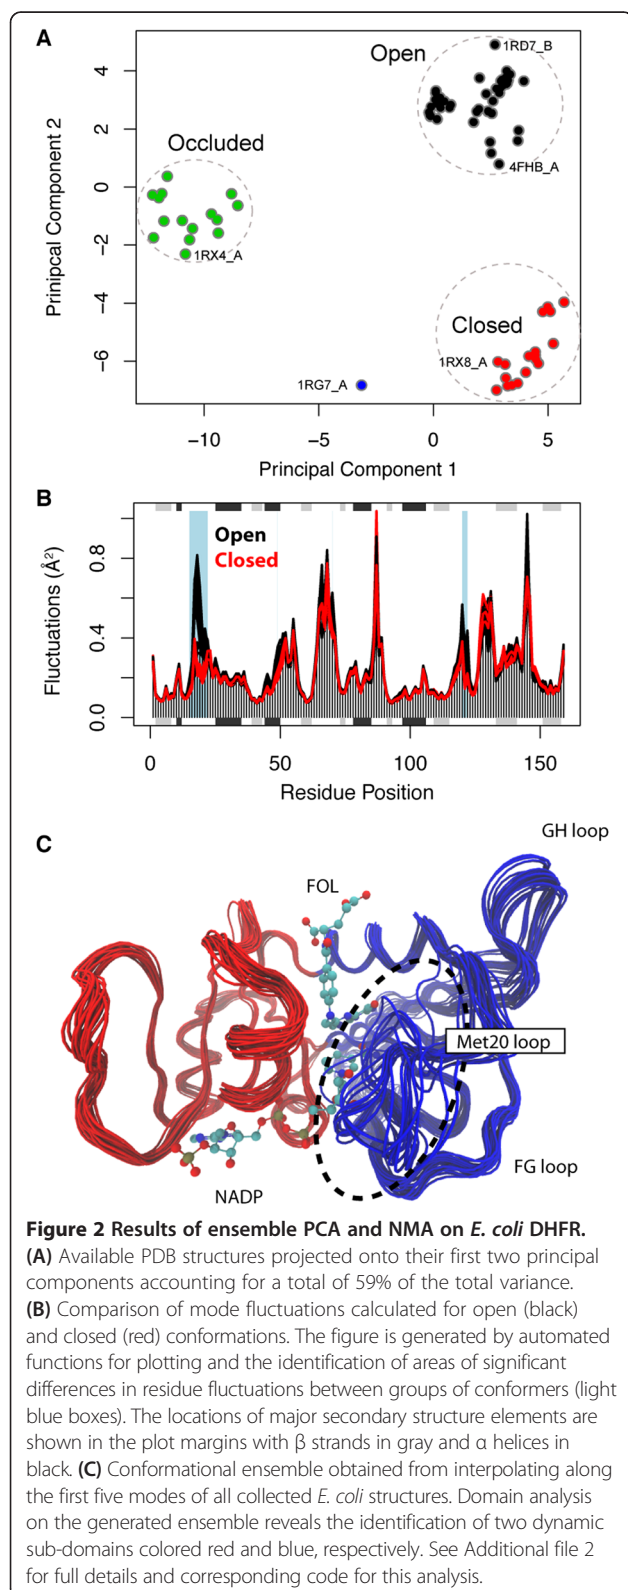 A
Open
1RD7_B
4FHB_A
Occluded
1RX4_A
Closed
1RX8_A
1RG7_A
Prinipcal Component 2
4
2
0
−2
−4
−6
−10
−5
0
5
Principal Component 1
B
Open
Closed
Fluctuations (Å²)
0.8
0.4
0.0
0
50
100
150
Residue Position
C
GH loop
FOL
Met20 loop
FG loop
NADP
Figure 2 Results of ensemble PCA and NMA on E. coli DHFR.
(A) Available PDB structures projected onto their first two principal
components accounting for a total of 59% of the total variance.
(B) Comparison of mode fluctuations calculated for open (black)
and closed (red) conformations. The figure is generated by automated
functions for plotting and the identification of areas of significant
differences in residue fluctuations between groups of conformers (light
blue boxes). The locations of major secondary structure elements are
shown in the plot margins with β strands in gray and α helices in
black. (C) Conformational ensemble obtained from interpolating along
the first five modes of all collected E. coli structures. Domain analysis
on the generated ensemble reveals the identification of two dynamic
sub-domains colored red and blue, respectively. See Additional file 2
for full details and corresponding code for this analysis.